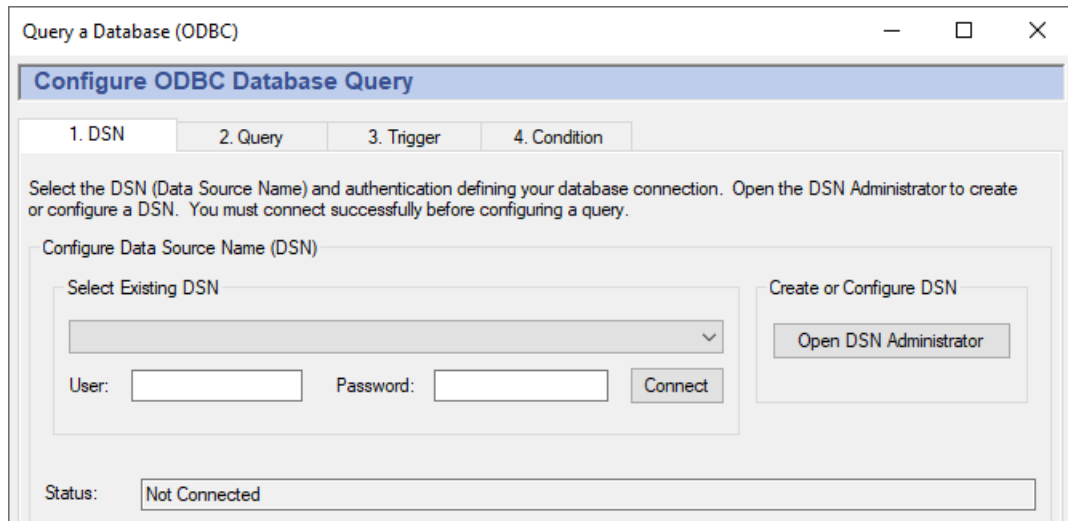 Query a Database (ODBC)
Configure ODBC Database Query
1. DSN
2. Query
3. Trigger
4. Condition
Select the DSN (Data Source Name) and authentication defining your database connection.  Open the DSN Administrator to create
or configure a DSN.  You must connect successfully before configuring a query.
Configure Data Source Name (DSN)
Select Existing DSN
Create or Configure DSN
Open DSN Administrator
User:
Password:
Connect
Status:
Not Connected